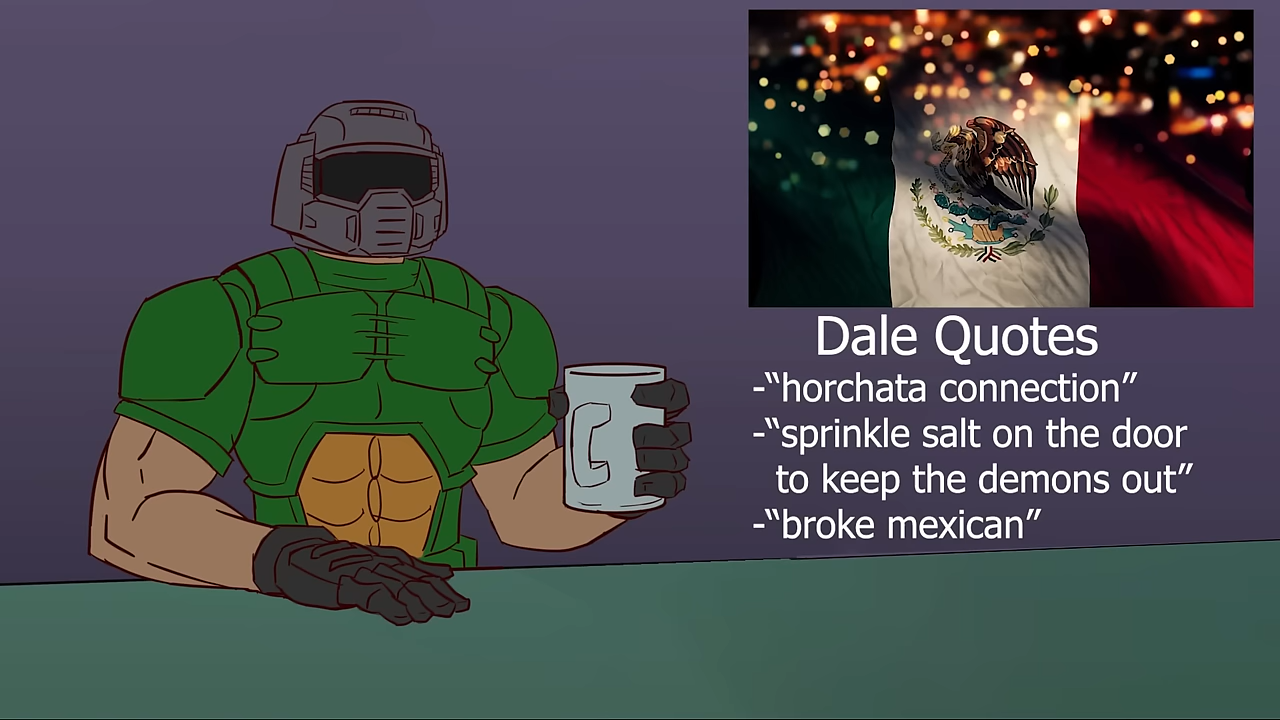 Dale Quotes
-“horchata connection”
-“sprinkle salt on the door
to keep the demons out”
-“broke mexican”